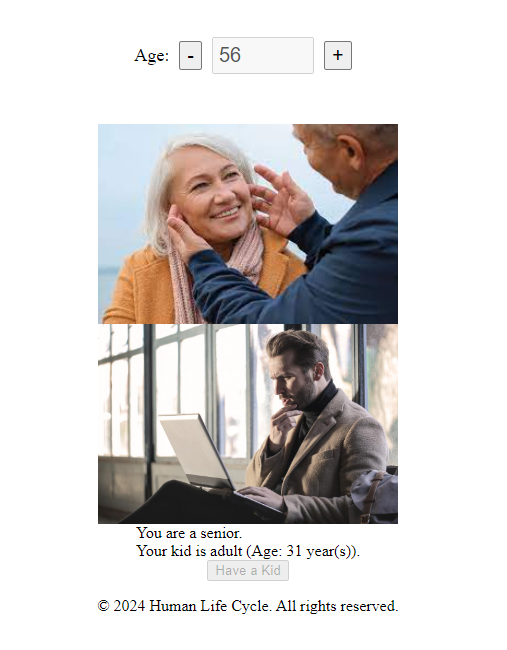 Age: - 56 +
You are a senior.
Your kid is adult (Age: 31 year(s)).
Have a Kid
© 2024 Human Life Cycle. All rights reserved.